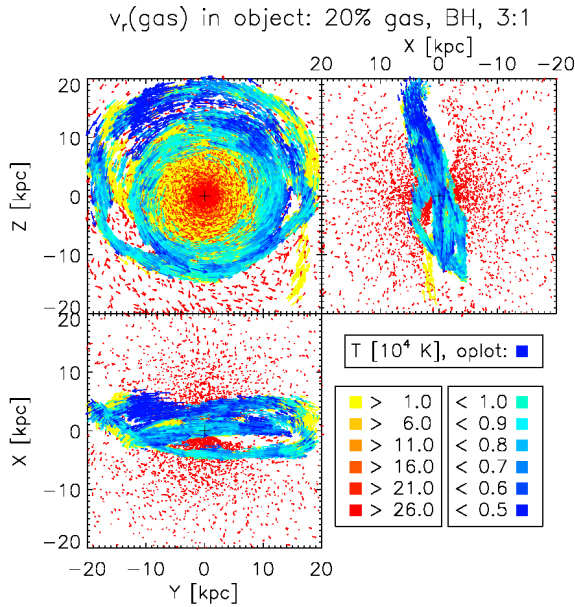 v_r(gas) in object: 20% gas, BH, 3:1
X [kpc]
20 10 0 -10 -20
20
10
0
-10
-20
Z [kpc]
20
10
0
-10
-20
X [kpc]
-20 -10 0 10 20
Y [kpc]
T [10^4 K], oplot:
> 1.0 < 1.0
> 6.0 < 0.9
> 11.0 < 0.8
> 16.0 < 0.7
> 21.0 < 0.6
> 26.0 < 0.5